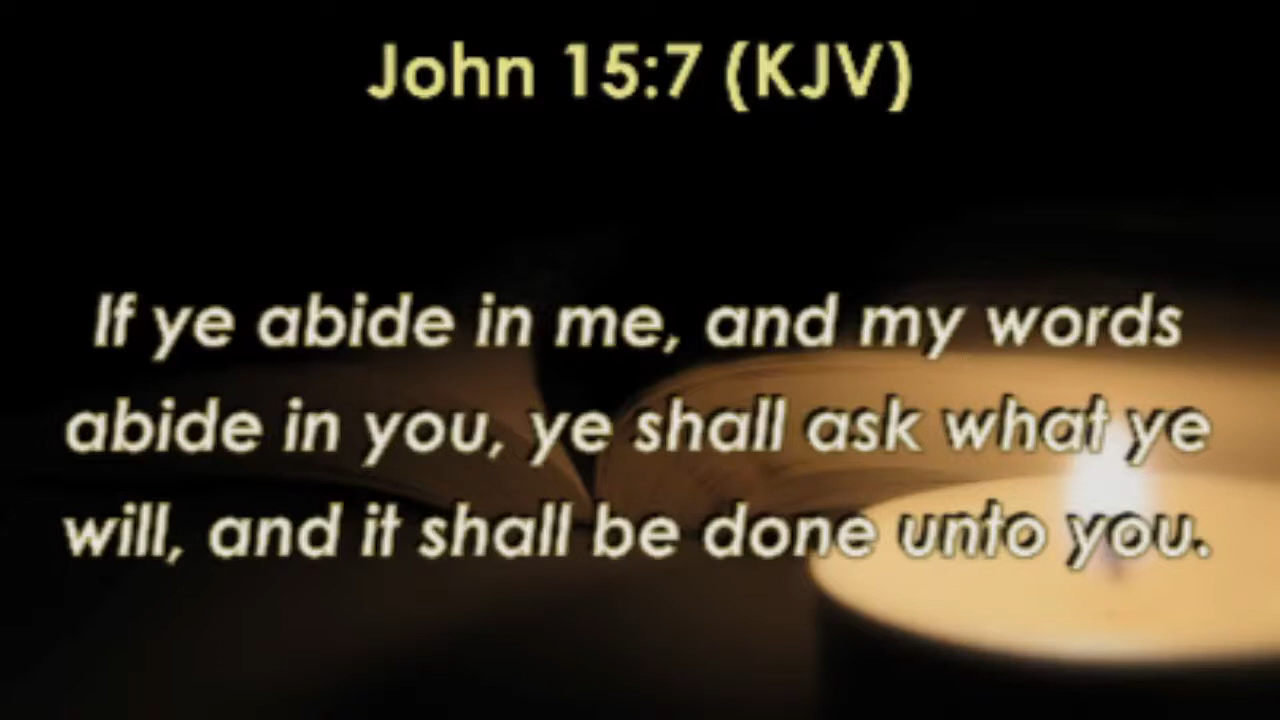 John 15:7 (KJV)
If ye abide in me, and my words
abide in you, ye shall ask what ye
will, and it shall be done unto you.